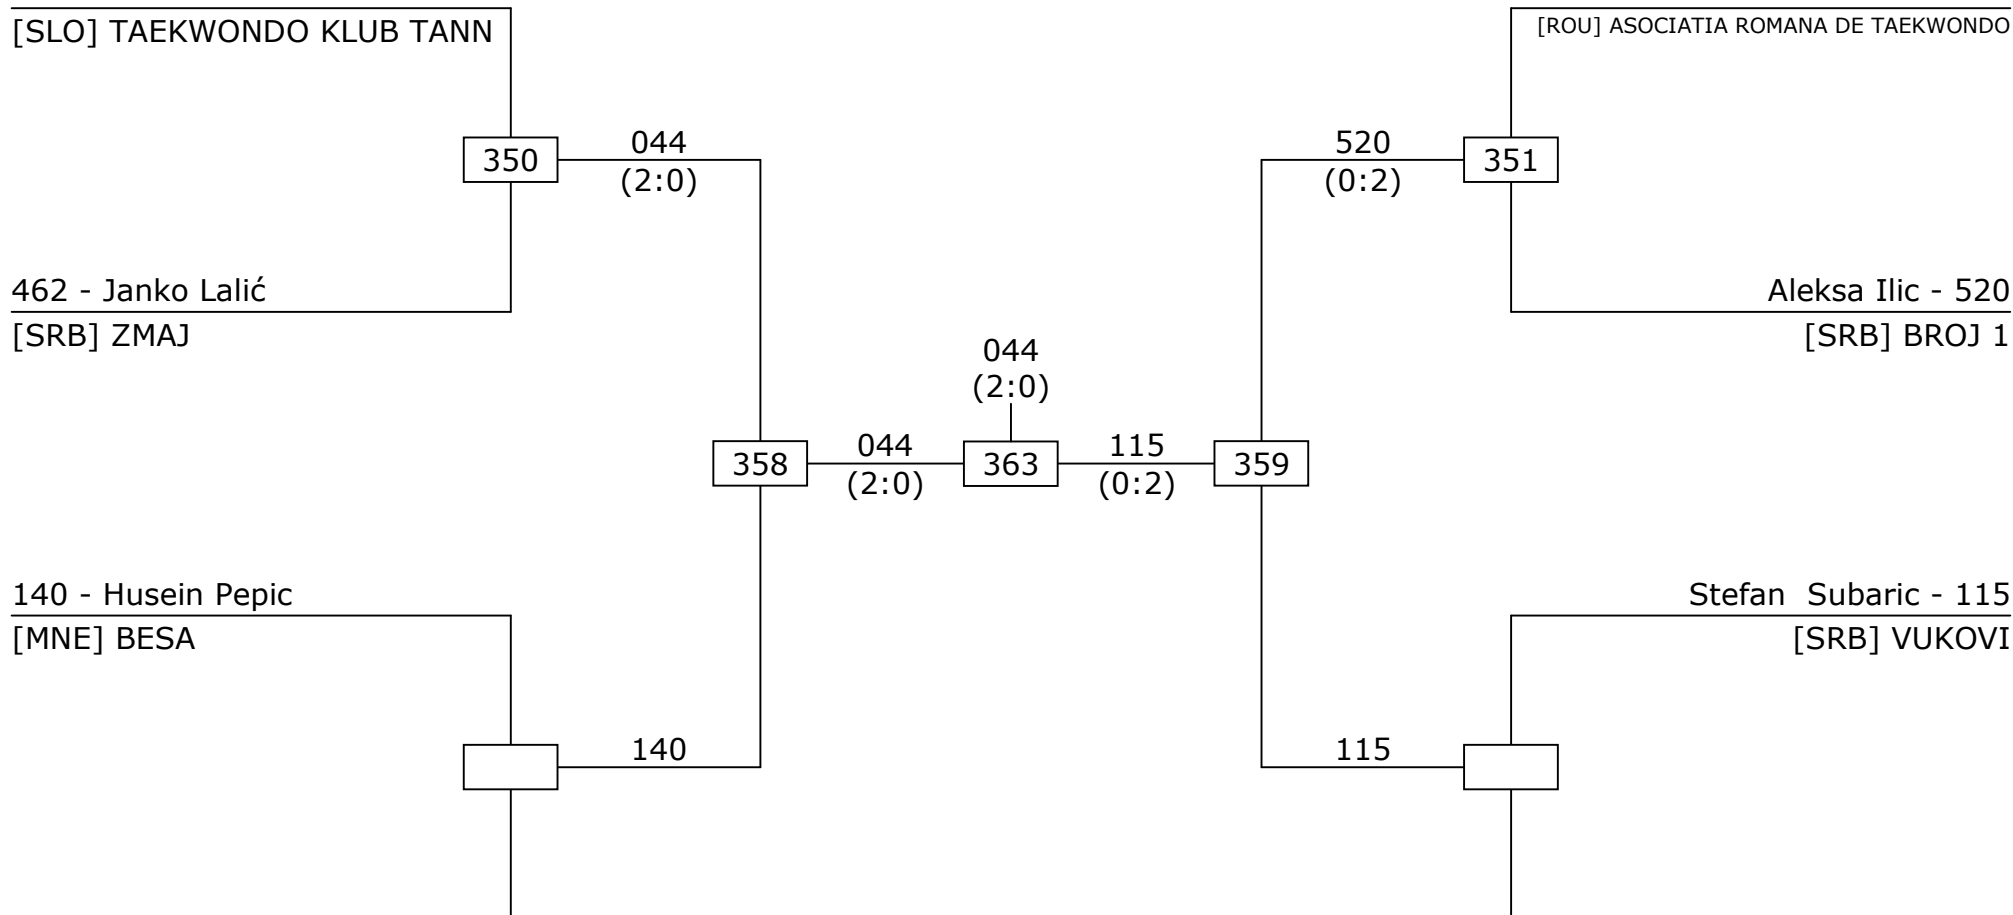 [SLO] TAEKWONDO KLUB TANN
[ROU] ASOCIATIA ROMANA DE TAEKWONDO
350
044
(2:0)
520
(0:2)
351
462 - Janko Lalić
[SRB] ZMAJ
Aleksa Ilic - 520
[SRB] BROJ 1
044
(2:0)
358
044
(2:0)
363
115
(0:2)
359
140 - Husein Pepic
[MNE] BESA
Stefan  Subaric - 115
[SRB] VUKOVI
140
115